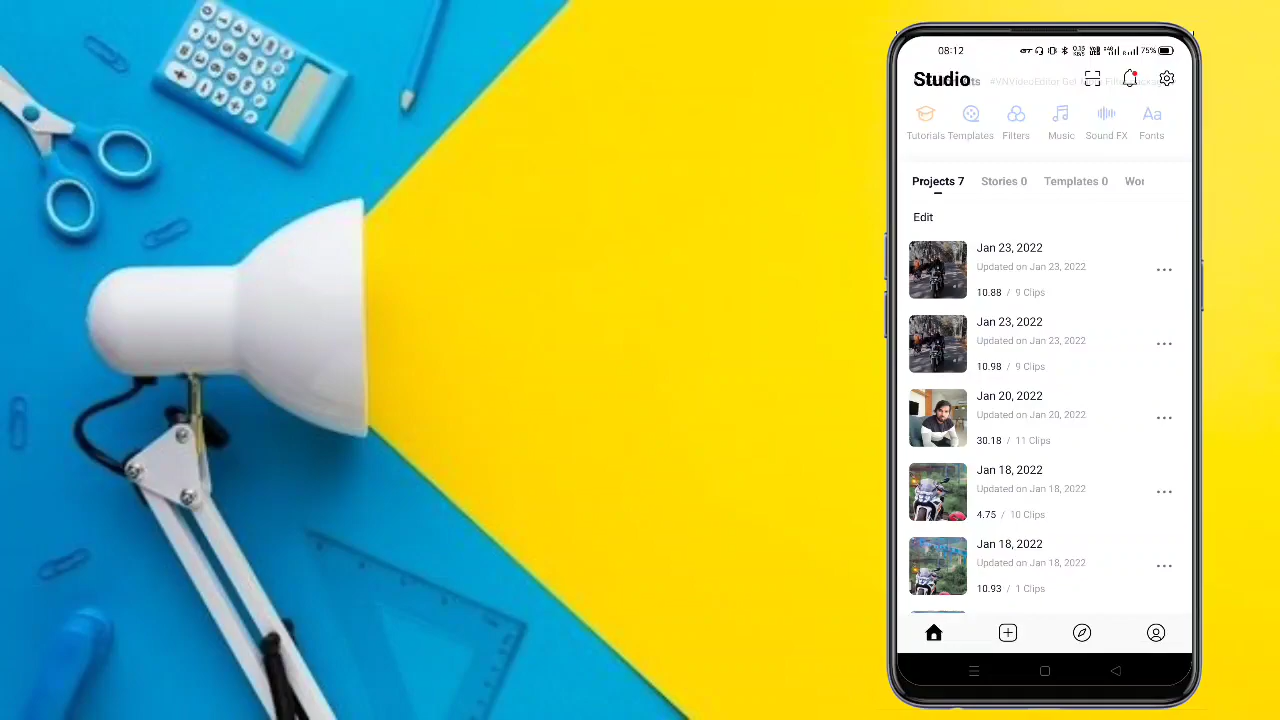 08:12
75%
Studio
#VNVideoEditor Get
Tutorials Templates Filters Music Sound FX Fonts
Projects 7 Stories 0 Templates 0 Wor
Edit
Jan 23, 2022
Updated on Jan 23, 2022
10.88 / 9 Clips
Jan 23, 2022
Updated on Jan 23, 2022
10.98 / 9 Clips
Jan 20, 2022
Updated on Jan 20, 2022
30.18 / 11 Clips
Jan 18, 2022
Updated on Jan 18, 2022
4.75 / 10 Clips
Jan 18, 2022
Updated on Jan 18, 2022
10.93 / 1 Clips